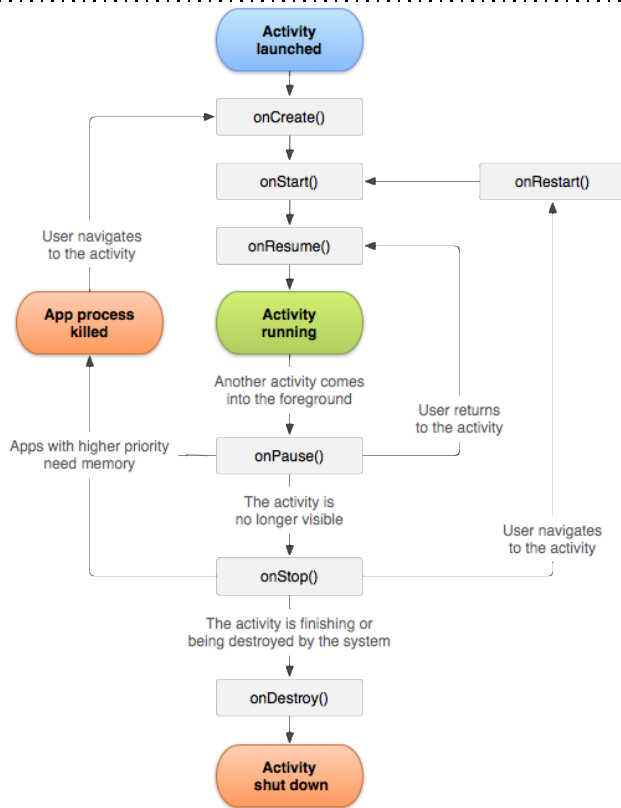 Activity
launched
onCreate()
onStart()
onRestart()
onResume()
User navigates
to the activity
App process
killed
Activity
running
Another activity comes
into the foreground
User returns
to the activity
Apps with higher priority
need memory
onPause()
The activity is
no longer visible
User navigates
to the activity
onStop()
The activity is finishing or
being destroyed by the system
onDestroy()
Activity
shut down